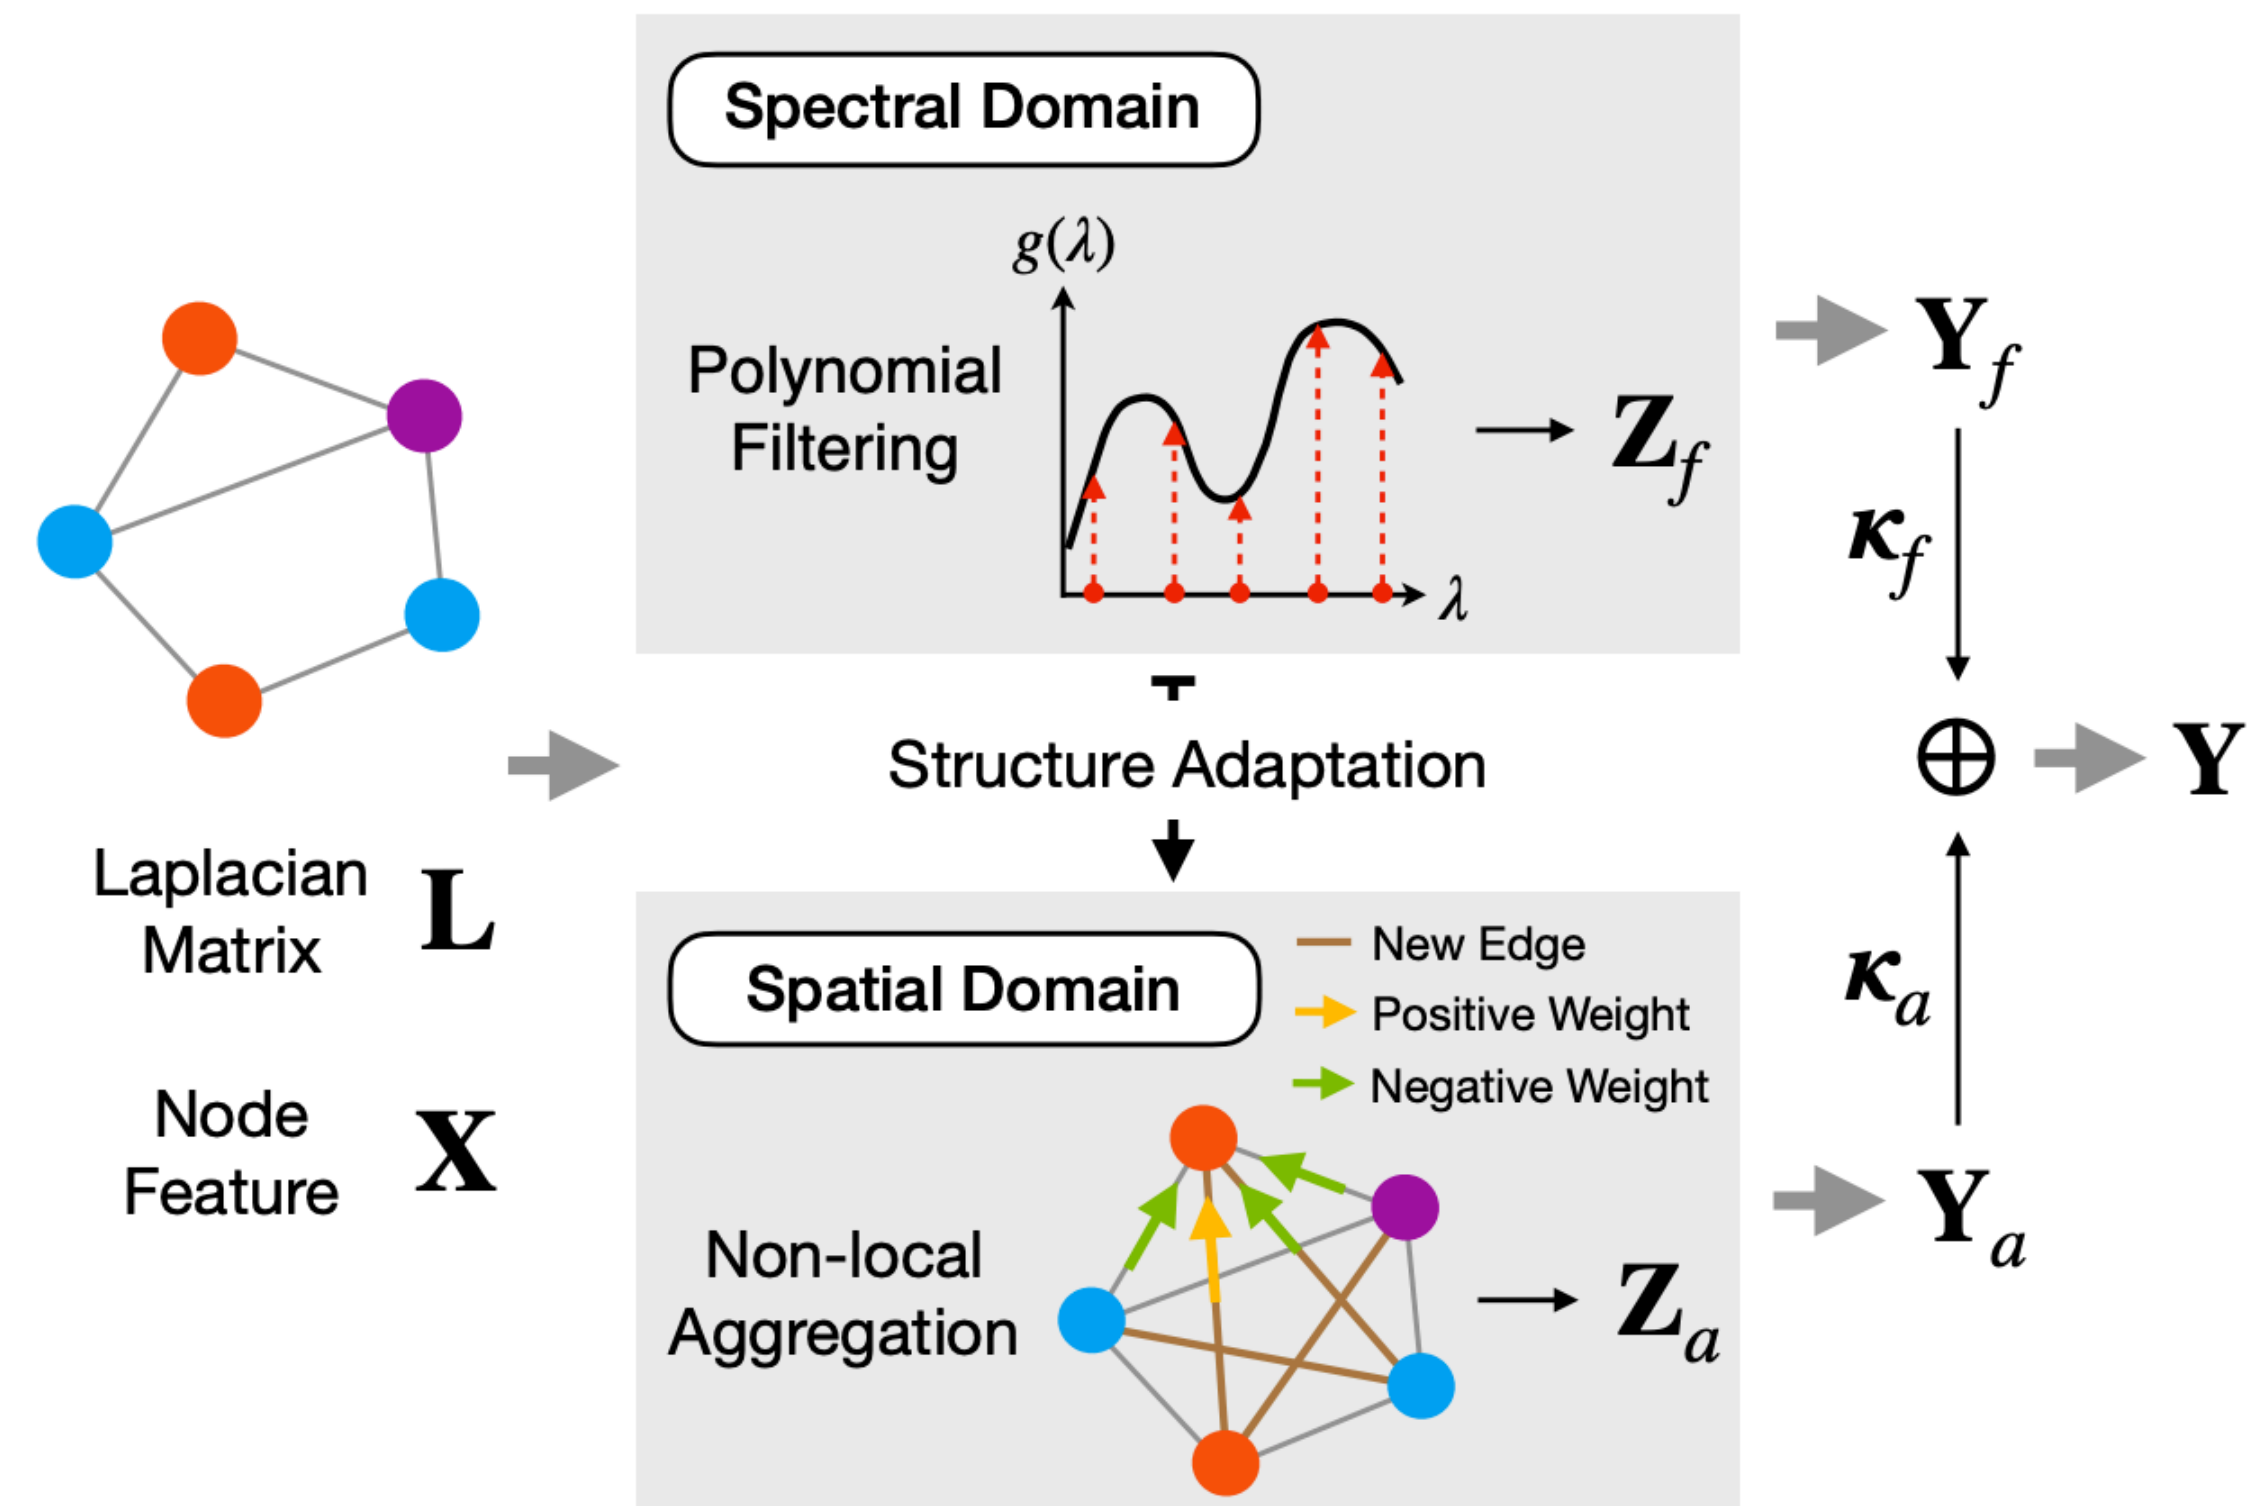 Spectral Domain
g(λ)
Polynomial
Filtering
λ
Z_f
Y_f
κ_f
Structure Adaptation
⊕
Y
Laplacian
Matrix
L
Node
Feature
X
Spatial Domain
New Edge
Positive Weight
Negative Weight
Non-local
Aggregation
Z_a
κ_a
Y_a